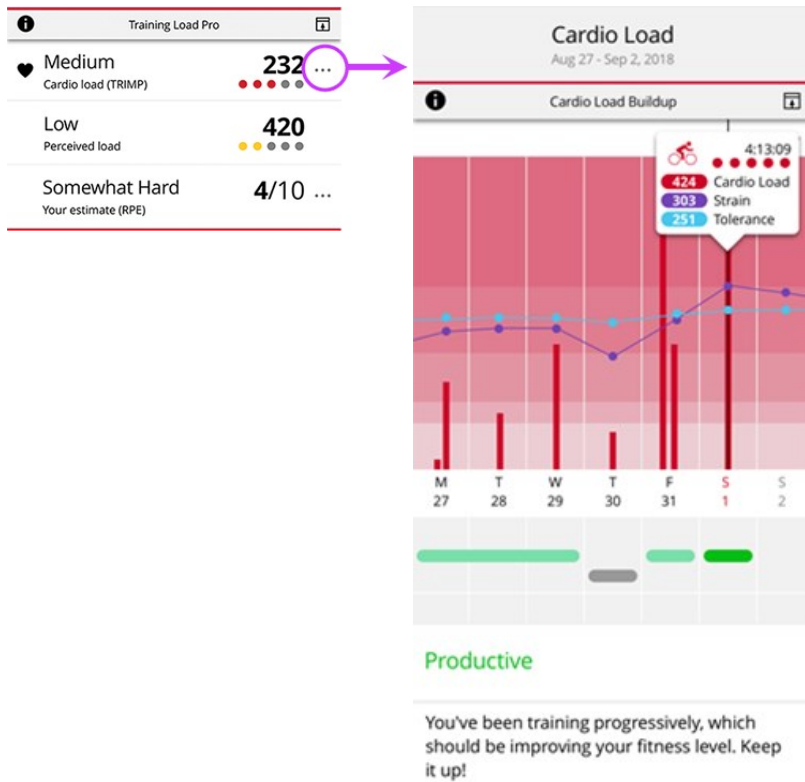 Training Load Pro
Medium
232 ...
Cardio load (TRIMP)
Low
420
Perceived load
Somewhat Hard
4/10 ...
Your estimate (RPE)
Cardio Load
Aug 27 - Sep 2, 2018
Cardio Load Buildup
4:13:09
424 Cardio Load
303 Strain
251 Tolerance
M T W T F S S
27 28 29 30 31 1 2
Productive
You've been training progressively, which
should be improving your fitness level. Keep
it up!